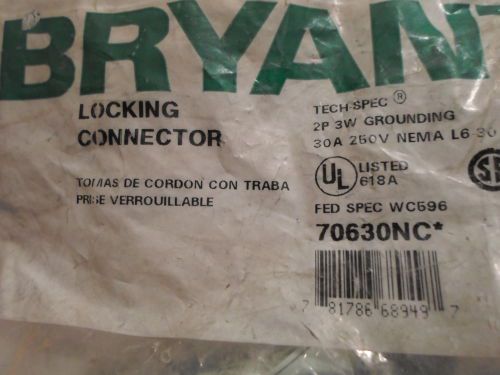 BRYANT
LOCKING
CONNECTOR
TOMAS DE CORDON CON TRABA
PRISE VERROUILLABLE
TECH-SPEC ®
2P 3W GROUNDING
30A 250V NEMA L6-30
UL LISTED
618A
FED SPEC WC596
70630NC*
7 81786 68949 7